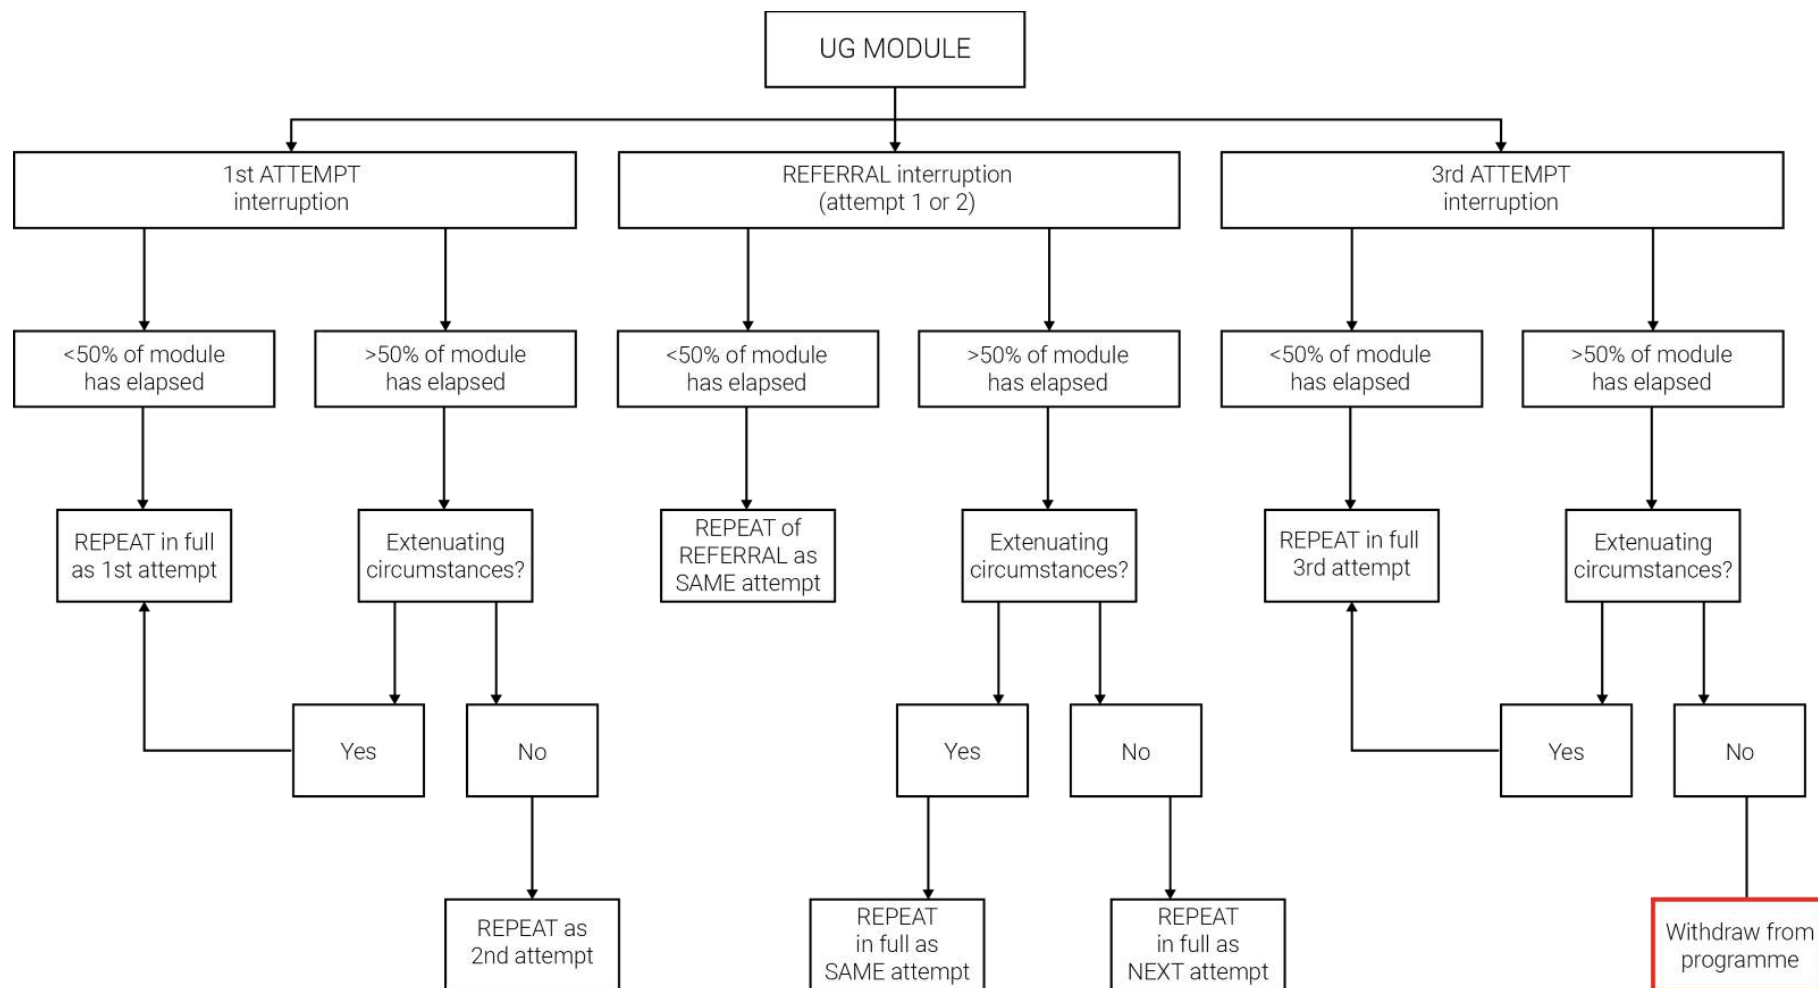 UG MODULE
1st ATTEMPT
interruption
REFERRAL interruption
(attempt 1 or 2)
3rd ATTEMPT
interruption
<50% of module
has elapsed
>50% of module
has elapsed
<50% of module
has elapsed
>50% of module
has elapsed
<50% of module
has elapsed
>50% of module
has elapsed
REPEAT in full
as 1st attempt
Extenuating
circumstances?
REPEAT of
REFERRAL as
SAME attempt
Extenuating
circumstances?
REPEAT in full
3rd attempt
Extenuating
circumstances?
Yes
No
Yes
No
Yes
No
REPEAT as
2nd attempt
REPEAT
in full as
SAME attempt
REPEAT
in full as
NEXT attempt
Withdraw from
programme